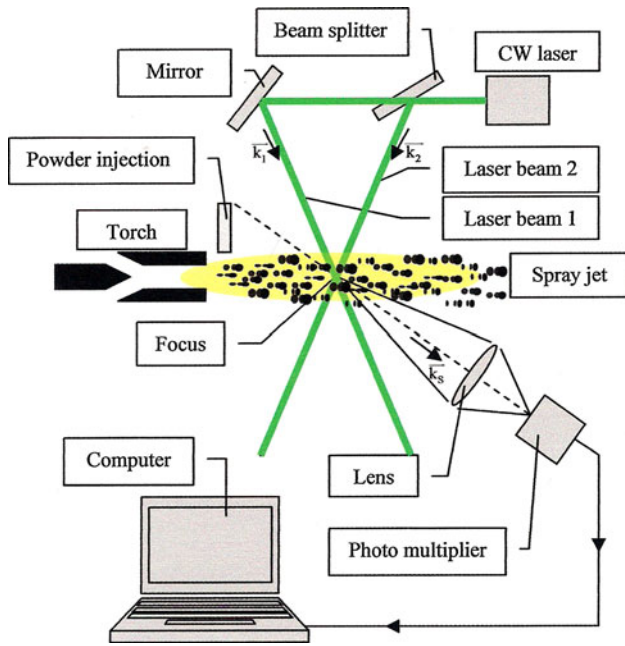 Beam splitter
Mirror
CW laser
k₁
k₂
Powder injection
Laser beam 2
Laser beam 1
Torch
Spray jet
Focus
k_S
Computer
Lens
Photo multiplier